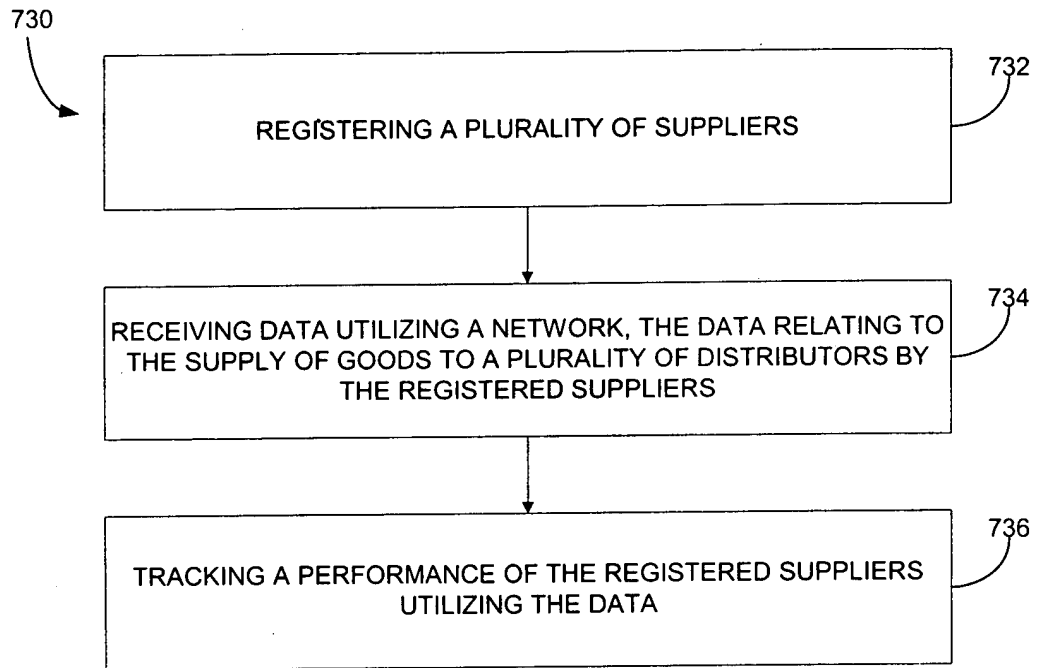 730
732
REGISTERING A PLURALITY OF SUPPLIERS
734
RECEIVING DATA UTILIZING A NETWORK, THE DATA RELATING TO
THE SUPPLY OF GOODS TO A PLURALITY OF DISTRIBUTORS BY
THE REGISTERED SUPPLIERS
736
TRACKING A PERFORMANCE OF THE REGISTERED SUPPLIERS
UTILIZING THE DATA